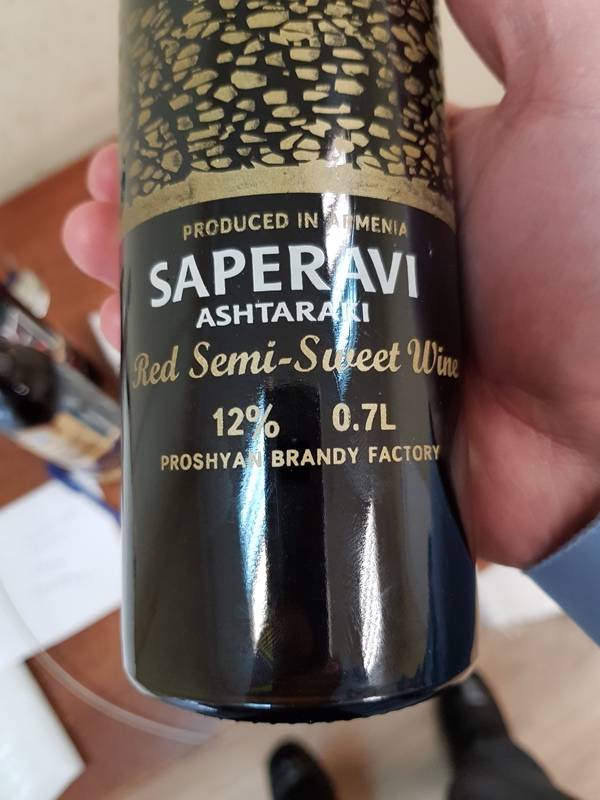 PRODUCED IN ARMENIA
SAPERAVI
ASHTARAKI
Red Semi-Sweet Wine
12% 0.7L
PROSHYAN BRANDY FACTORY